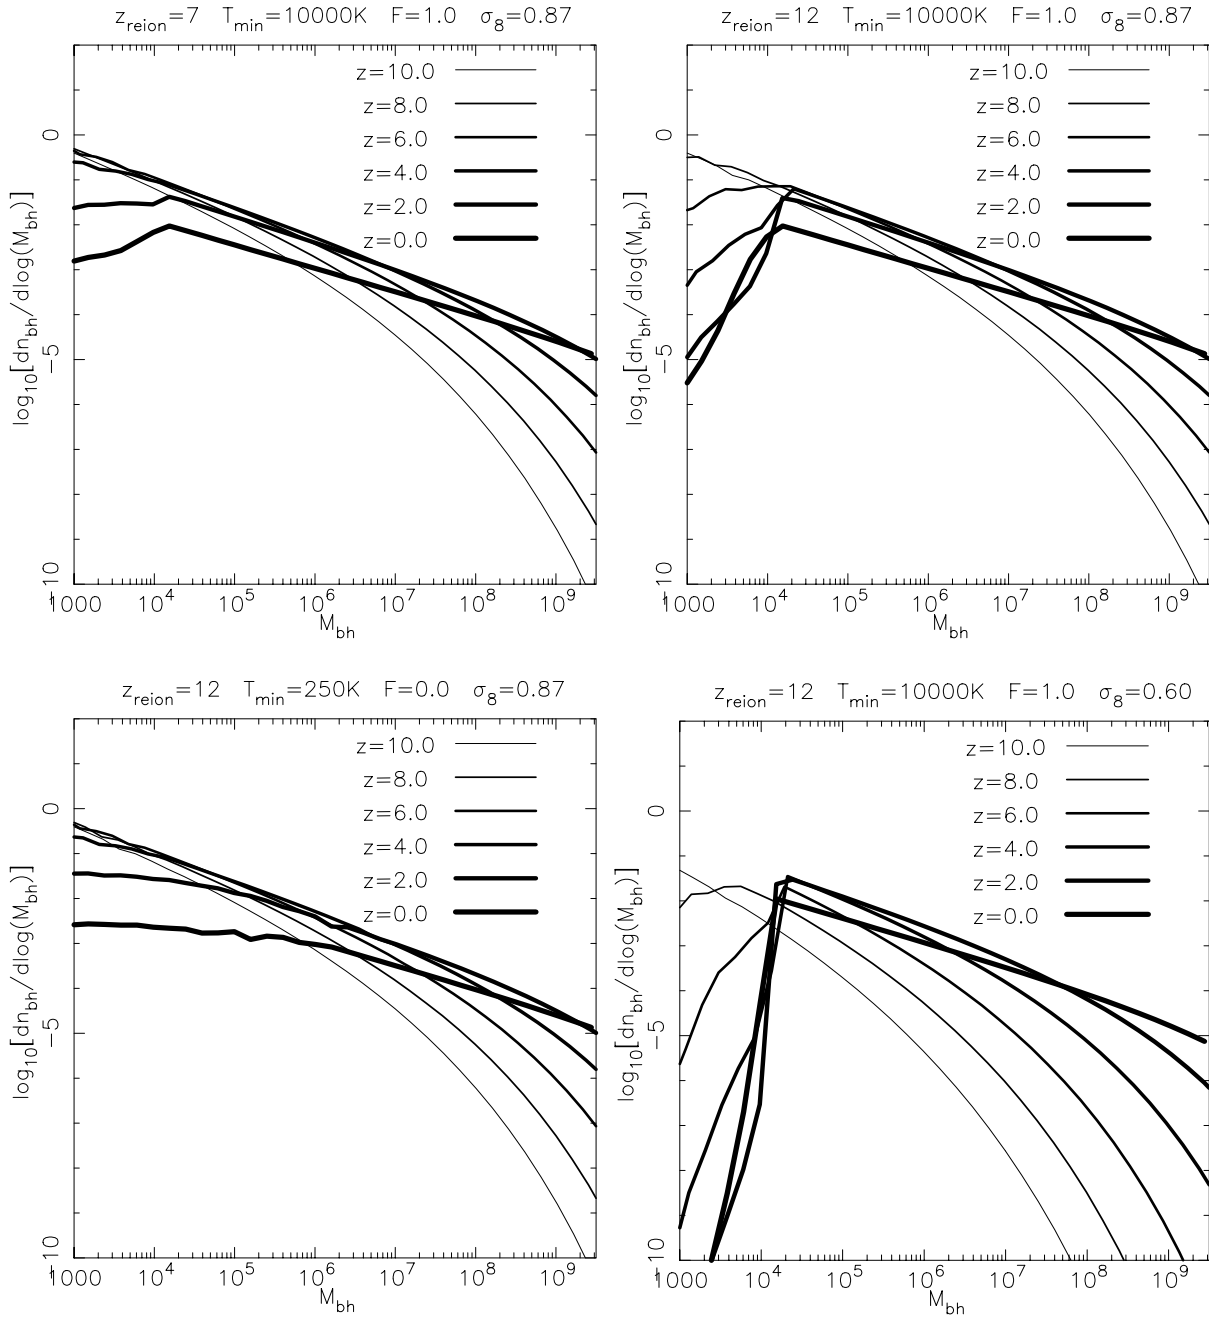 z_reion=7 T_min=10000K F=1.0 σ_8=0.87
z=10.0
z=8.0
z=6.0
z=4.0
z=2.0
z=0.0
0
−5
10
log_10[dn_bh/dlog(M_bh)]
1000 10^4 10^5 10^6 10^7 10^8 10^9
M_bh
z_reion=12 T_min=10000K F=1.0 σ_8=0.87
z=10.0
z=8.0
z=6.0
z=4.0
z=2.0
z=0.0
0
−5
10
log_10[dn_bh/dlog(M_bh)]
1000 10^4 10^5 10^6 10^7 10^8 10^9
M_bh
z_reion=12 T_min=250K F=0.0 σ_8=0.87
z=10.0
z=8.0
z=6.0
z=4.0
z=2.0
z=0.0
0
−5
10
log_10[dn_bh/dlog(M_bh)]
1000 10^4 10^5 10^6 10^7 10^8 10^9
M_bh
z_reion=12 T_min=10000K F=1.0 σ_8=0.60
z=10.0
z=8.0
z=6.0
z=4.0
z=2.0
z=0.0
0
−5
10
log_10[dn_bh/dlog(M_bh)]
1000 10^4 10^5 10^6 10^7 10^8 10^9
M_bh